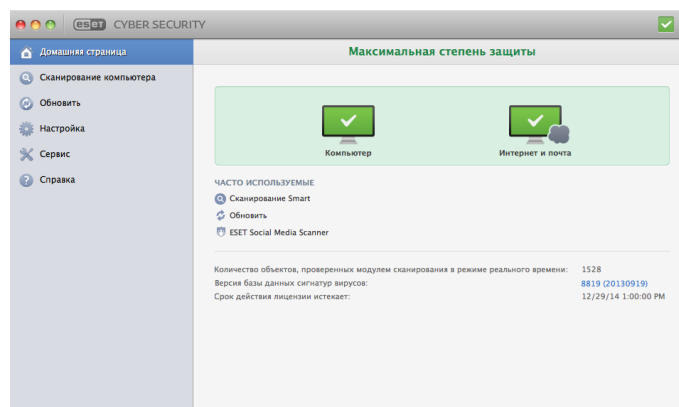 eset CYBER SECURITY
Домашняя страница
Сканирование компьютера
Обновить
Настройка
Сервис
Справка
Максимальная степень защиты
Компьютер
Интернет и почта
ЧАСТО ИСПОЛЬЗУЕМЫЕ
Сканирование Smart
Обновить
ESET Social Media Scanner
Количество объектов, проверенных модулем сканирования в режиме реального времени: 1528
Версия базы данных сигнатур вирусов: 8819 (20130919)
Срок действия лицензии истекает: 12/29/14 1:00:00 PM